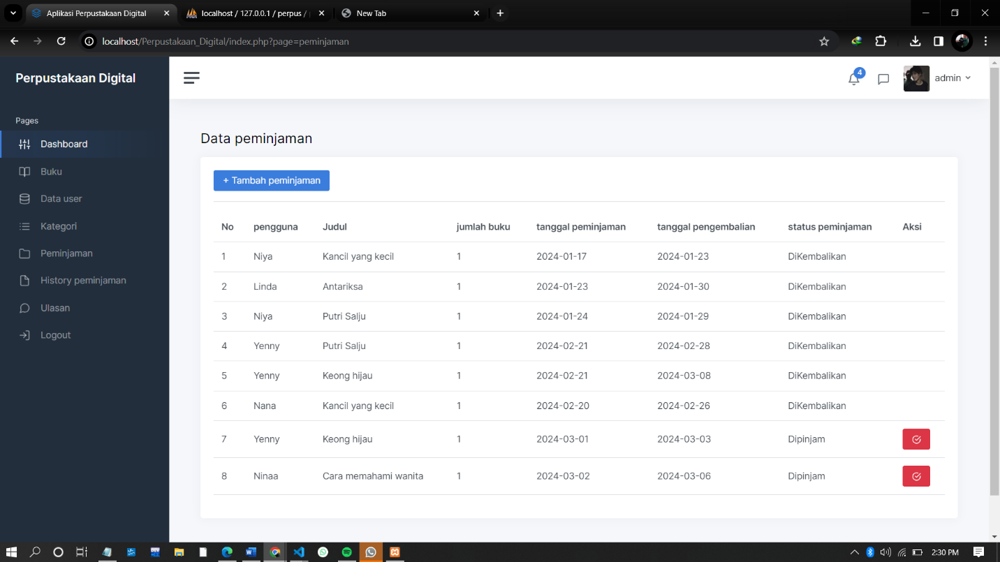 Aplikasi Perpustakaan Digital
localhost / 127.0.0.1 / perpus /
New Tab
localhost/Perpustakaan_Digital/index.php?page=peminjaman
Perpustakaan Digital
4
admin
Pages
Dashboard
Buku
Data user
Kategori
Peminjaman
History peminjaman
Ulasan
Logout
Data peminjaman
+ Tambah peminjaman
No pengguna Judul jumlah buku tanggal peminjaman tanggal pengembalian status peminjaman Aksi
1 Niya Kancil yang kecil 1 2024-01-17 2024-01-23 DiKembalikan
2 Linda Antariksa 1 2024-01-23 2024-01-30 DiKembalikan
3 Niya Putri Salju 1 2024-01-24 2024-01-29 DiKembalikan
4 Yenny Putri Salju 1 2024-02-21 2024-02-28 DiKembalikan
5 Yenny Keong hijau 1 2024-02-21 2024-03-08 DiKembalikan
6 Nana Kancil yang kecil 1 2024-02-20 2024-02-26 DiKembalikan
7 Yenny Keong hijau 1 2024-03-01 2024-03-03 Dipinjam
8 Ninaa Cara memahami wanita 1 2024-03-02 2024-03-06 Dipinjam
2:30 PM